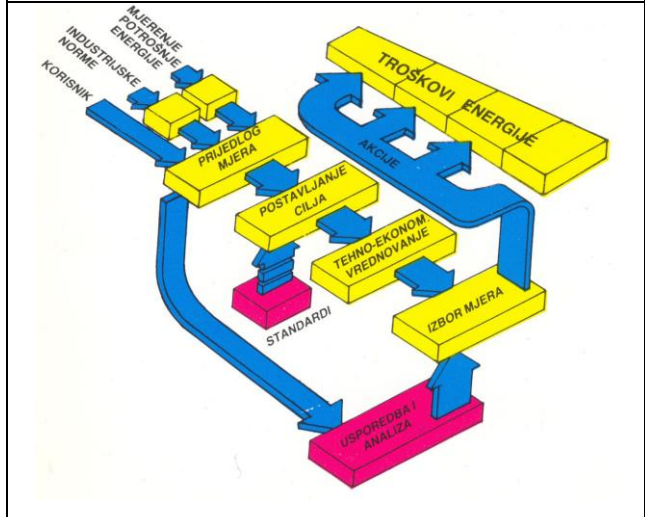 MJERENJE
POTROŠNJE
ENERGIJE
INDUSTRIJSKE
NORME
KORISNIK
TROŠKOVI ENERGIJE
AKCIJE
PRIJEDLOG
MJERA
POSTAVLJANJE
CILJA
TEHNO-EKONOM.
VREDNOVANJE
IZBOR MJERA
STANDARDI
USPOREDBA I
ANALIZA